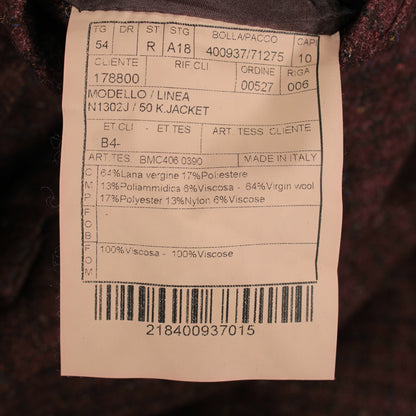 TG DR ST STG BOLLA/PACCO CAP
54 R A18 400937/71275 10
CLIENTE RIF.CLI ORDINE RIGA
178800 00527 006
MODELLO / LINEA
N1302J / 50 K.JACKET
ET CLI - ET TES ART TESS CLIENTE
B4-
ART.TES. BMC406 0390 MADE IN ITALY
CMP 64%Lana vergine 17%Poliestere
13%Poliammidica 6%Viscosa - 64%Virgin wool
17%Polyester 13%Nylon 6%Viscose
FOB
FOM 100%Viscosa - 100%Viscose
218400937015